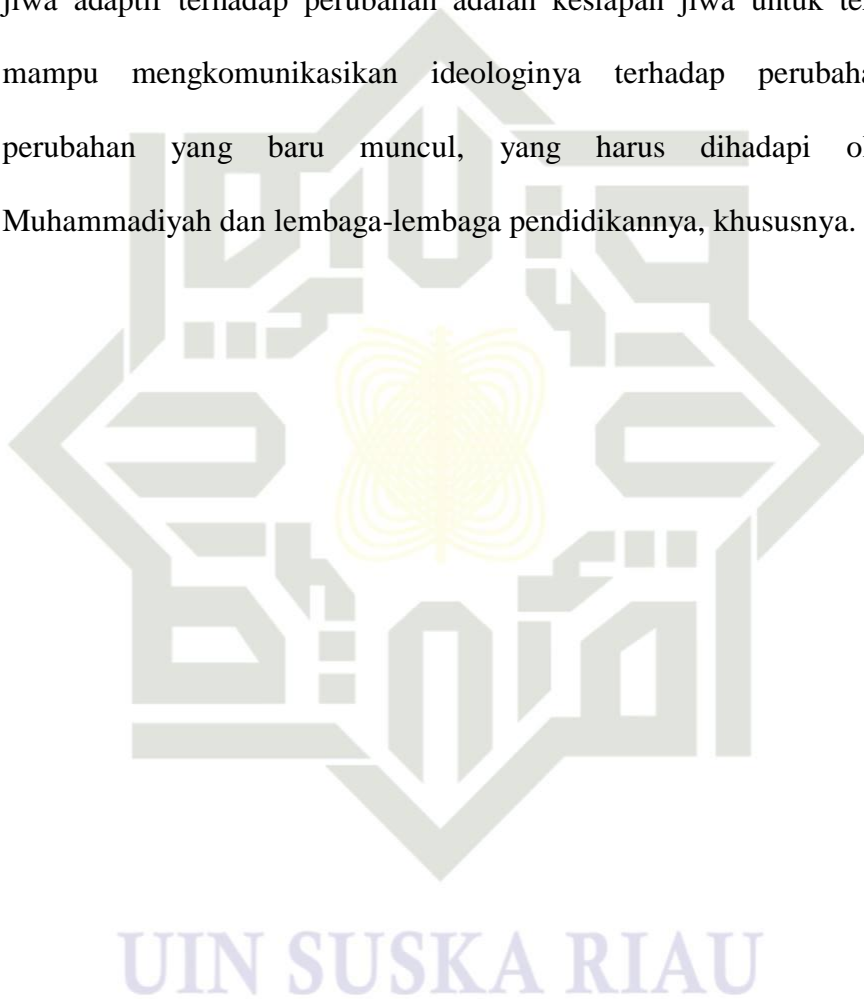 jiwa adaptif terhadap perubahan adalah kesiapan jiwa untuk
mampu mengkomunikasikan ideologinya terhadap
perubahan yang baru muncul, yang harus dihadapi
Muhammadiyah dan lembaga-lembaga pendidikannya, khususnya.
UIN SUSKA RIAU